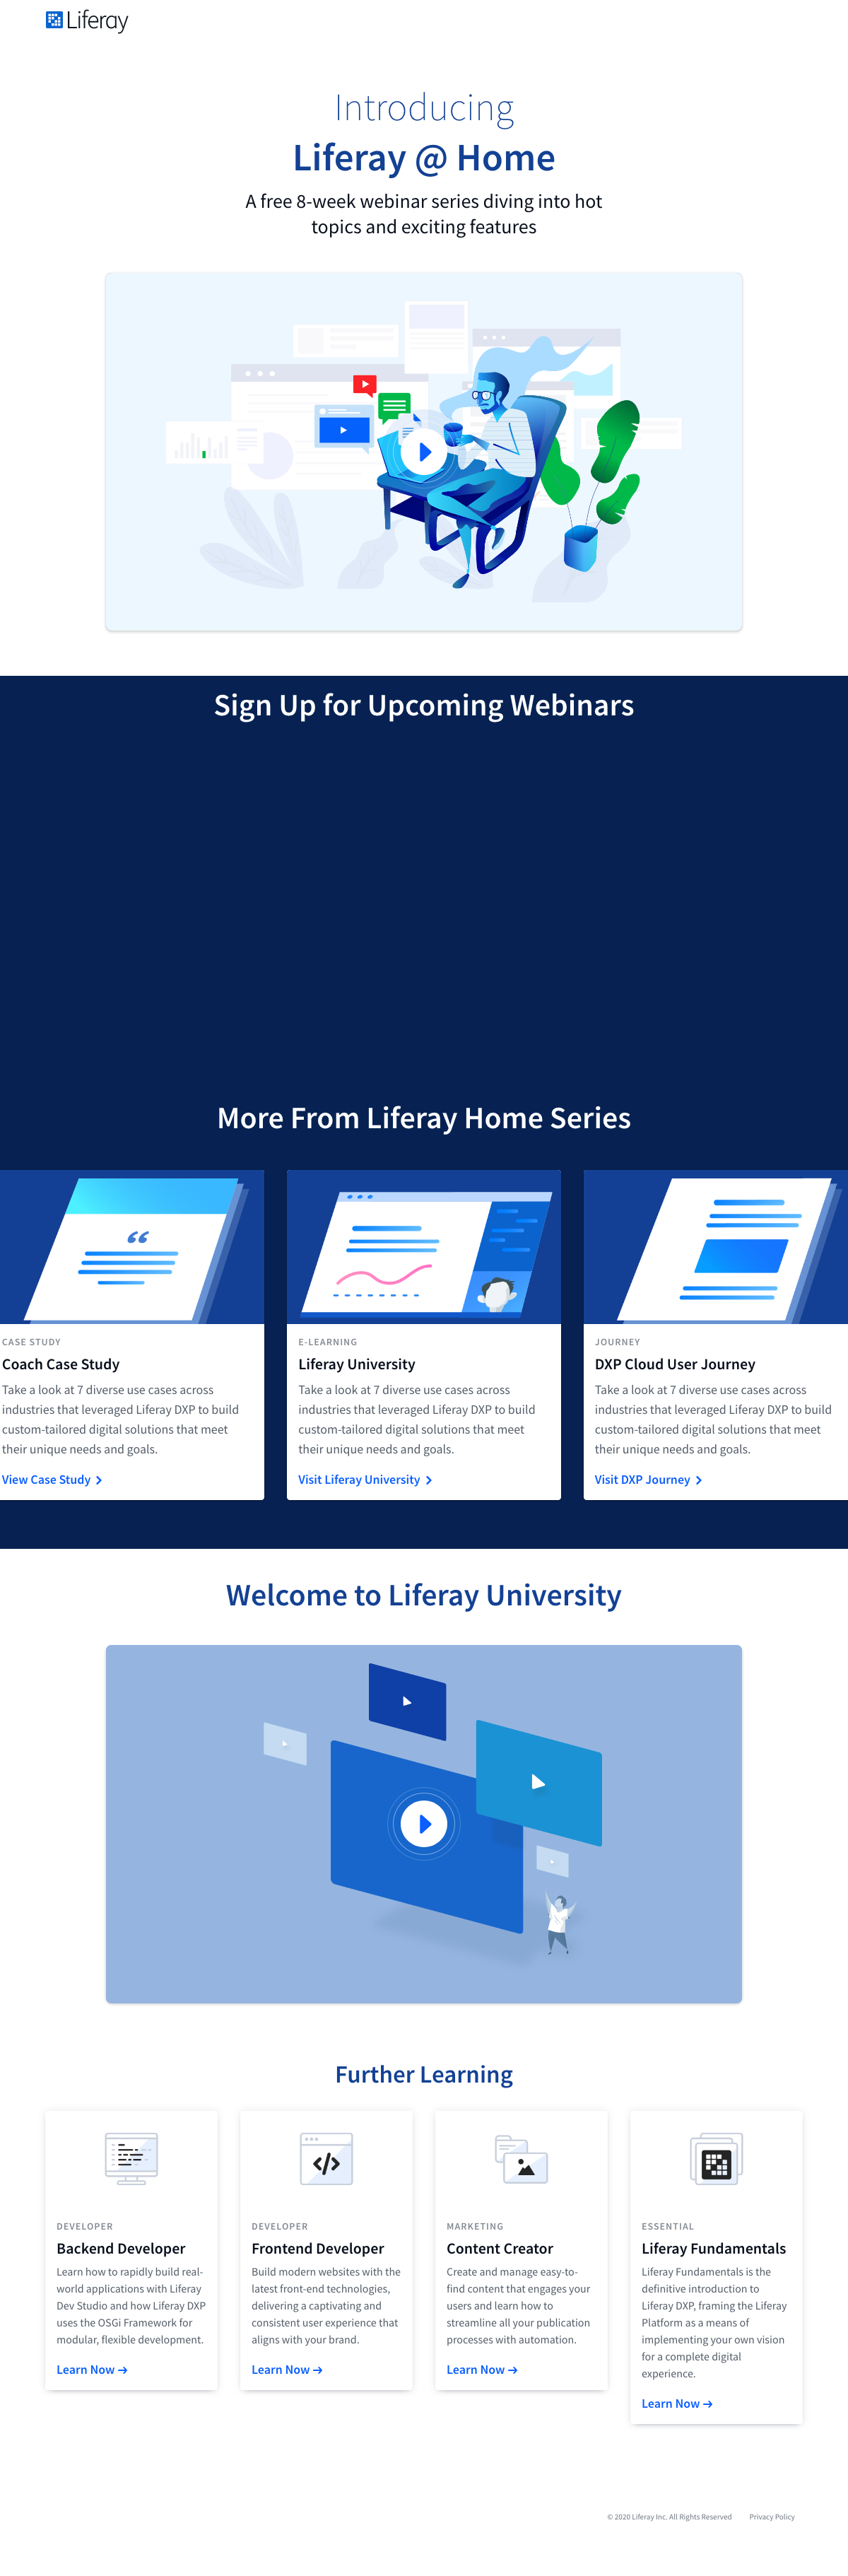 Liferay
Introducing
Liferay @ Home
A free 8-week webinar series diving into hot
topics and exciting features
Sign Up for Upcoming Webinars
More From Liferay Home Series
CASE STUDY
Coach Case Study
Take a look at 7 diverse use cases across
industries that leveraged Liferay DXP to build
custom-tailored digital solutions that meet
their unique needs and goals.
View Case Study
E-LEARNING
Liferay University
Take a look at 7 diverse use cases across
industries that leveraged Liferay DXP to build
custom-tailored digital solutions that meet
their unique needs and goals.
Visit Liferay University
JOURNEY
DXP Cloud User Journey
Take a look at 7 diverse use cases across
industries that leveraged Liferay DXP to build
custom-tailored digital solutions that meet
their unique needs and goals.
Visit DXP Journey
Welcome to Liferay University
Further Learning
DEVELOPER
Backend Developer
Learn how to rapidly build real-
world applications with Liferay
Dev Studio and how Liferay DXP
uses the OSGi Framework for
modular, flexible development.
Learn Now →
DEVELOPER
Frontend Developer
Build modern websites with the
latest front-end technologies,
delivering a captivating and
consistent user experience that
aligns with your brand.
Learn Now →
MARKETING
Content Creator
Create and manage easy-to-
find content that engages your
users and learn how to
streamline all your publication
processes with automation.
Learn Now →
ESSENTIAL
Liferay Fundamentals
Liferay Fundamentals is the
definitive introduction to
Liferay DXP, framing the Liferay
Platform as a means of
implementing your own vision
for a complete digital
experience.
Learn Now →
© 2020 Liferay Inc. All Rights Reserved
Privacy Policy